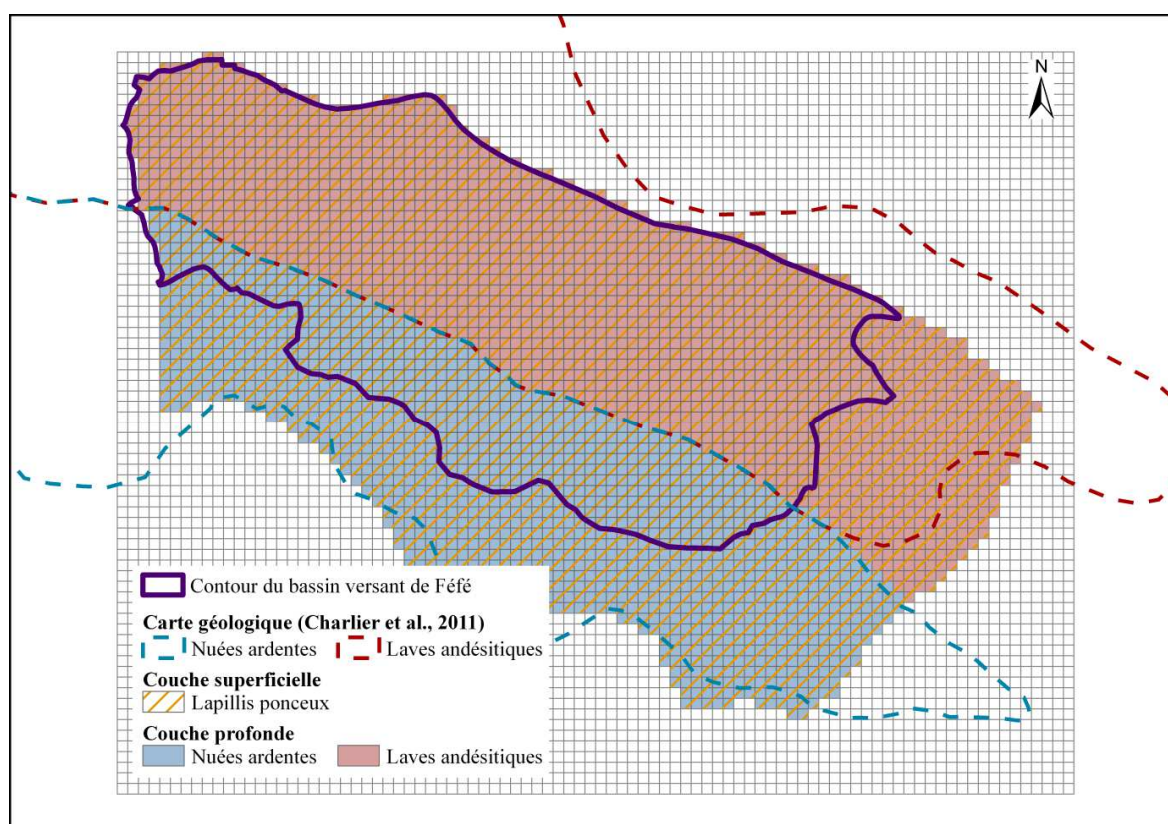 N
Contour du bassin versant de Féfé
Carte géologique (Charlier et al., 2011)
Nuées ardentes Laves andésitiques
Couche superficielle
Lapillis ponceux
Couche profonde
Nuées ardentes Laves andésitiques